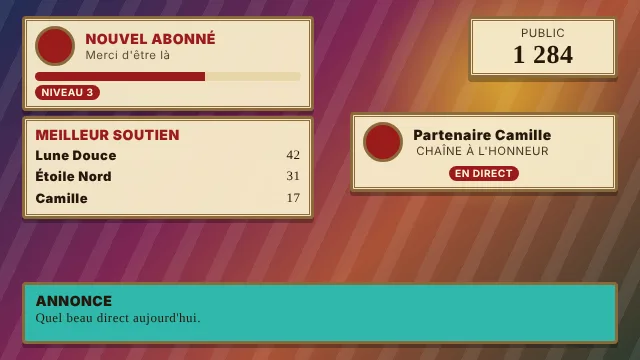 NOUVEL ABONNÉ
Merci d'être là
NIVEAU 3
PUBLIC
1 284
MEILLEUR SOUTIEN
Lune Douce 42
Étoile Nord 31
Camille 17
Partenaire Camille
CHAÎNE À L'HONNEUR
EN DIRECT
ANNONCE
Quel beau direct aujourd'hui.